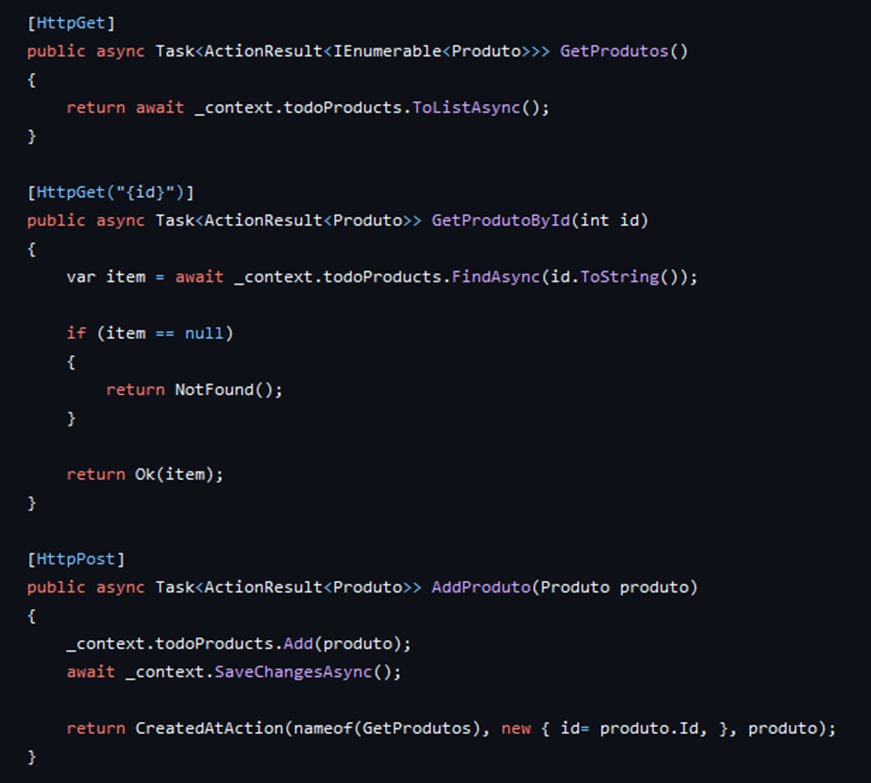 [HttpGet]
public async Task<ActionResult<IEnumerable<Produto>>> GetProdutos()
{
    return await _context.todoProducts.ToListAsync();
}

[HttpGet("{id}")]
public async Task<ActionResult<Produto>> GetProdutoById(int id)
{
    var item = await _context.todoProducts.FindAsync(id.ToString());

    if (item == null)
    {
        return NotFound();
    }

    return Ok(item);
}

[HttpPost]
public async Task<ActionResult<Produto>> AddProduto(Produto produto)
{
    _context.todoProducts.Add(produto);
    await _context.SaveChangesAsync();

    return CreatedAtAction(nameof(GetProdutos), new { id= produto.Id, }, produto);
}